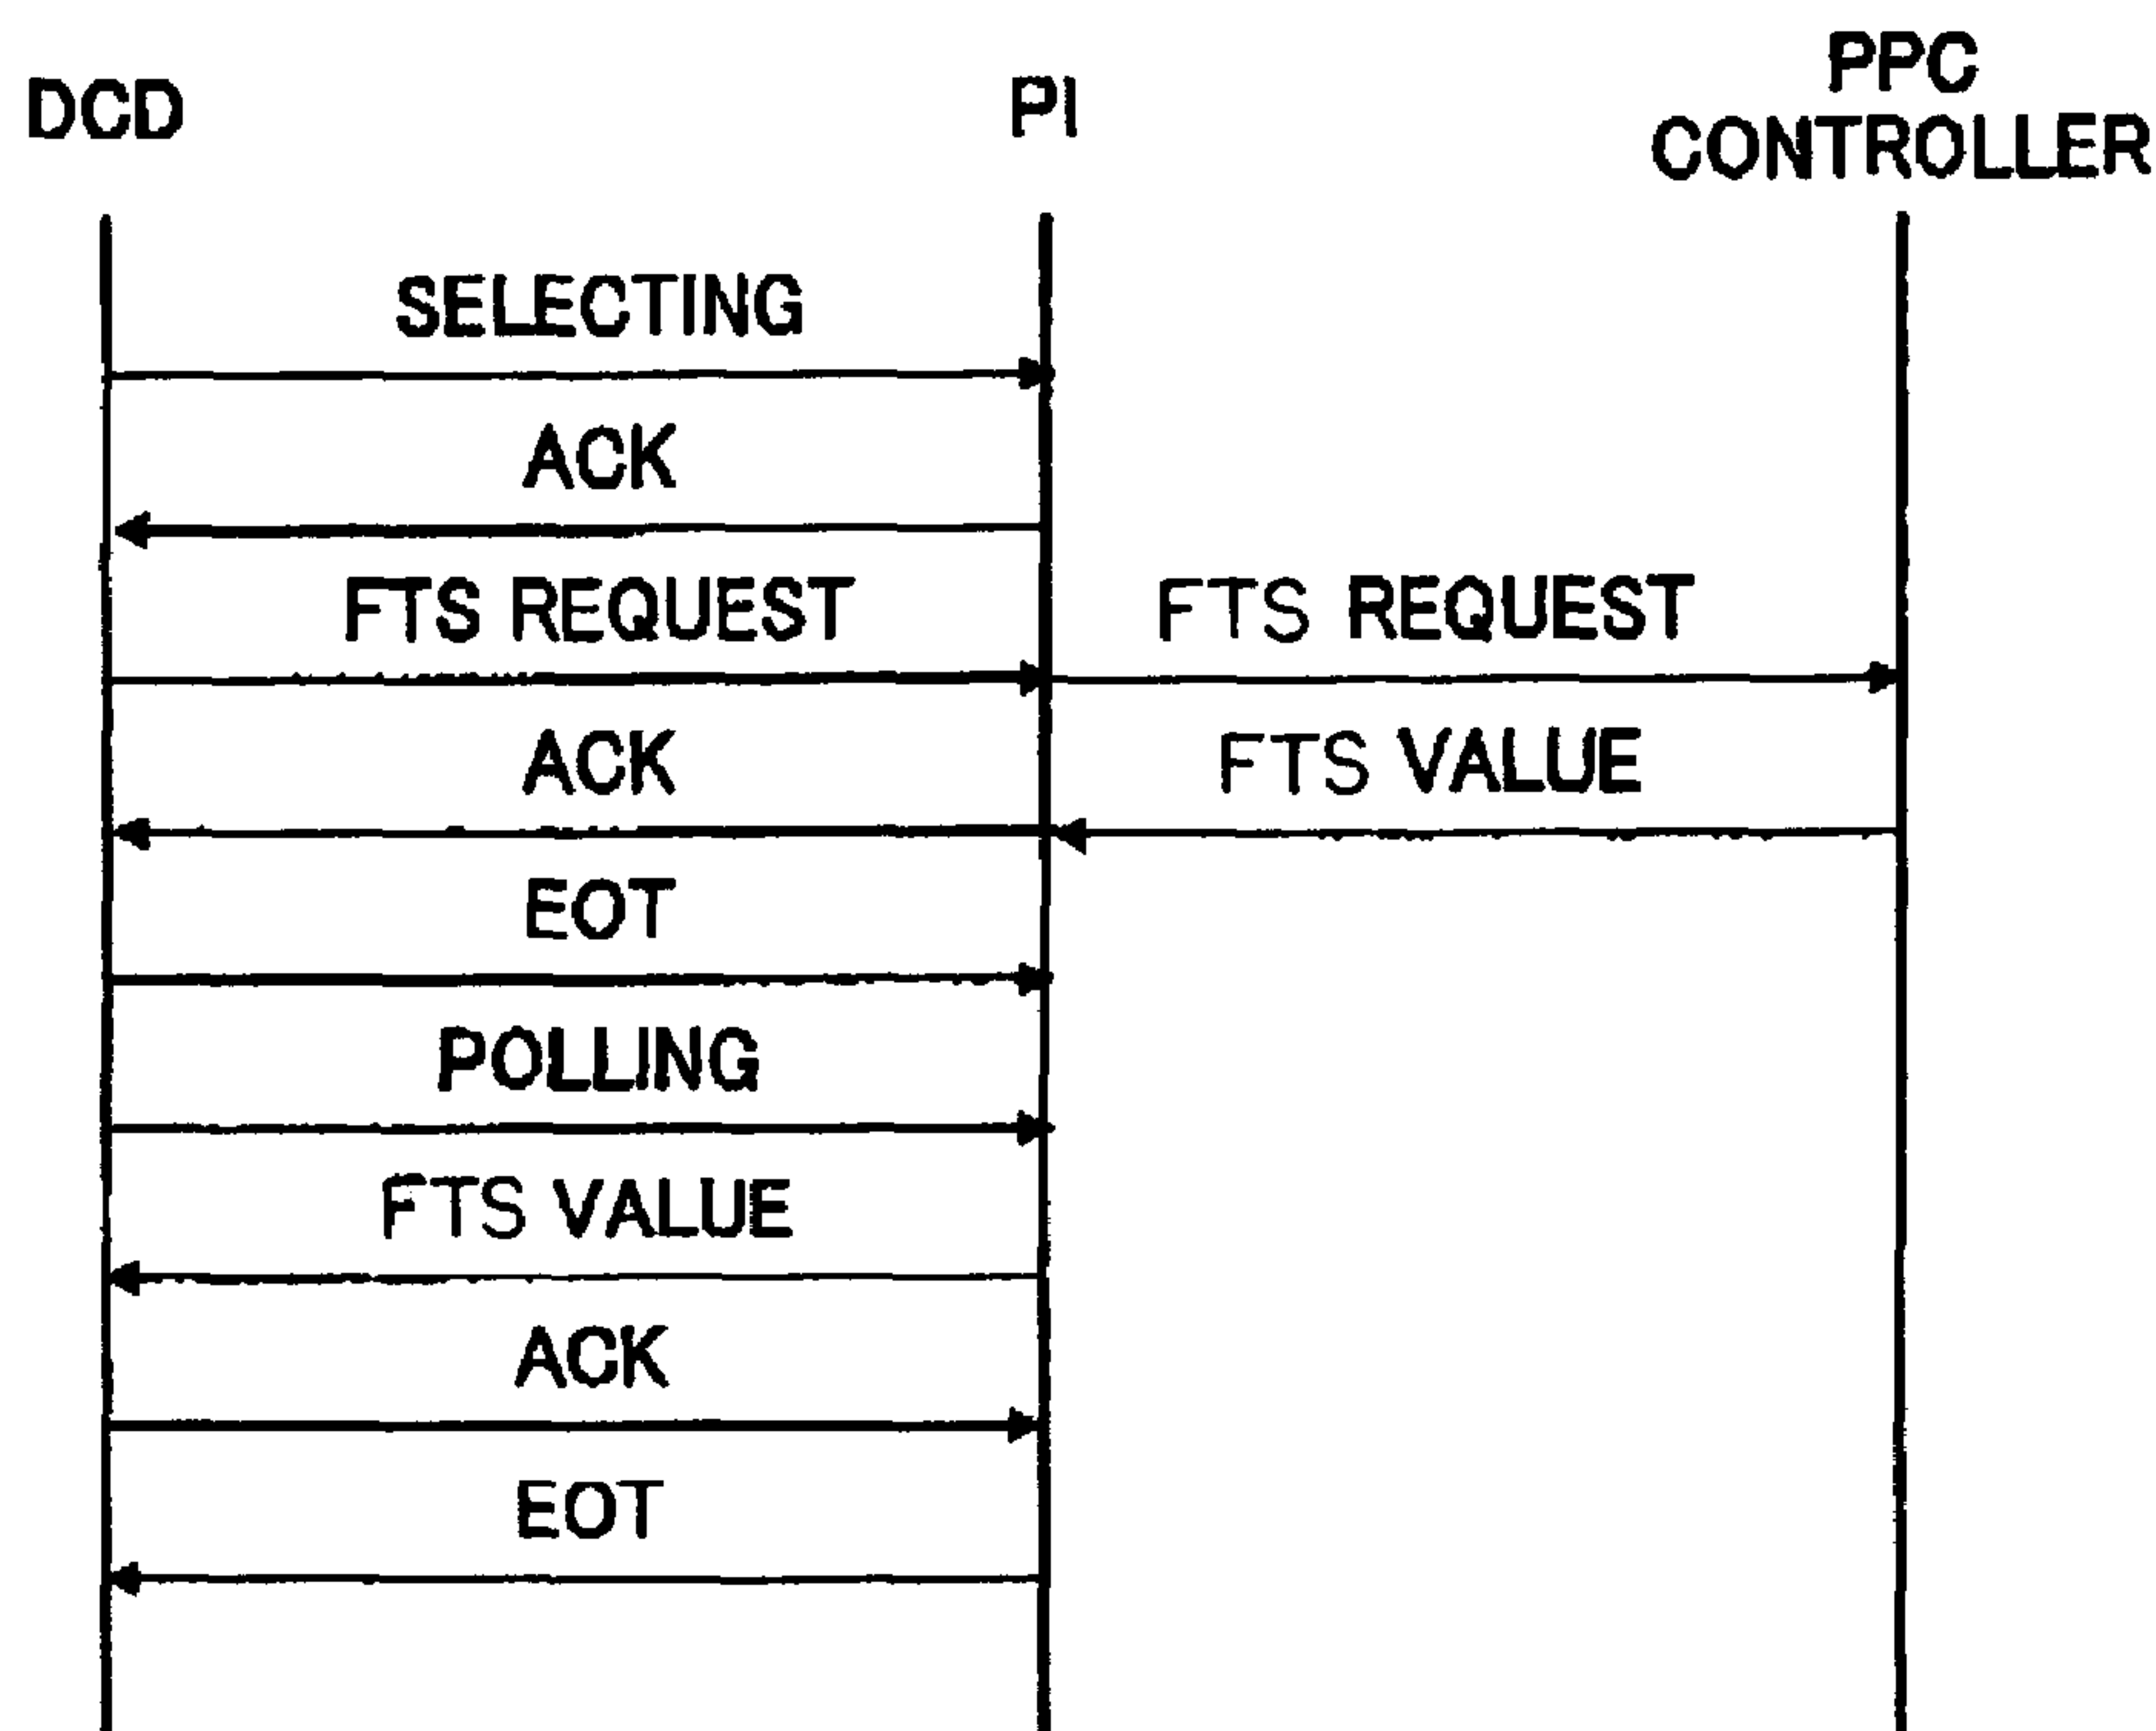 DCD
PI
PPC
CONTROLLER
SELECTING
ACK
FTS REQUEST
FTS REQUEST
ACK
FTS VALUE
EOT
POLLING
FTS VALUE
ACK
EOT